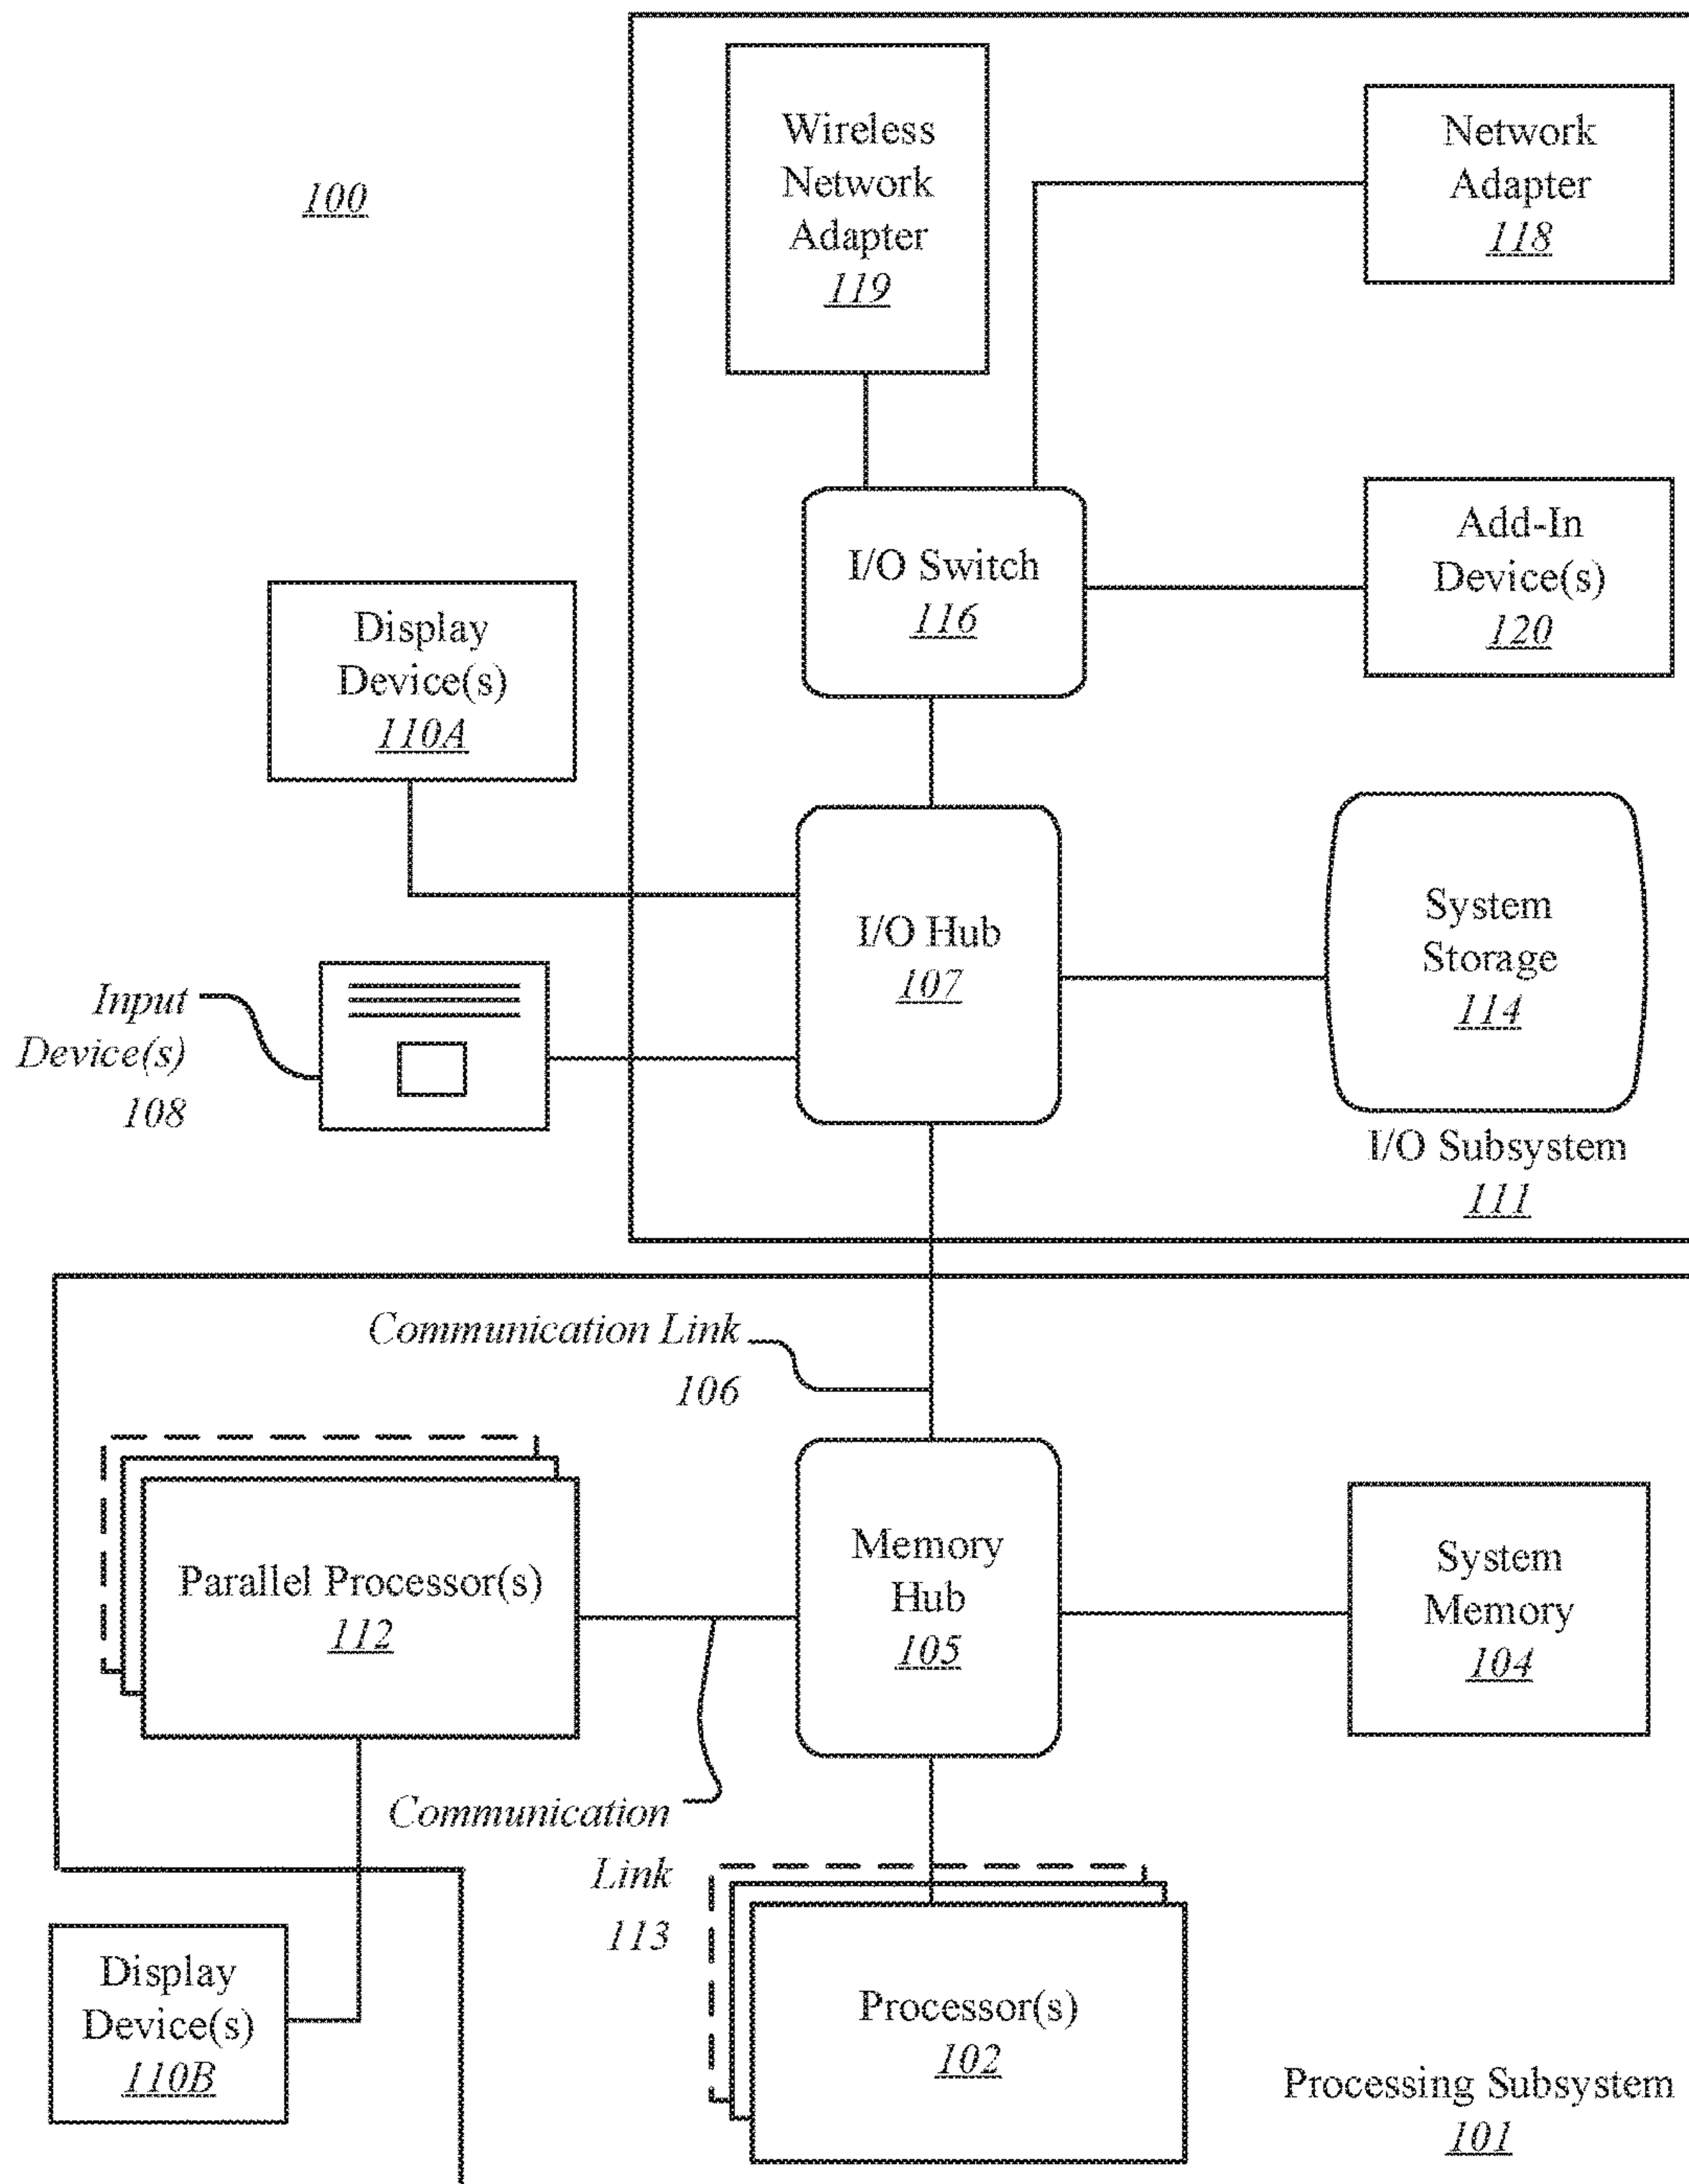 100
Wireless
Network
Adapter
119
Network
Adapter
118
I/O Switch
116
Add-In
Device(s)
120
Display
Device(s)
110A
I/O Hub
107
System
Storage
114
Input
Device(s)
108
I/O Subsystem
111
Communication Link
106
Parallel Processor(s)
112
Memory
Hub
105
System
Memory
104
Communication
Link
113
Display
Device(s)
110B
Processor(s)
102
Processing Subsystem
101